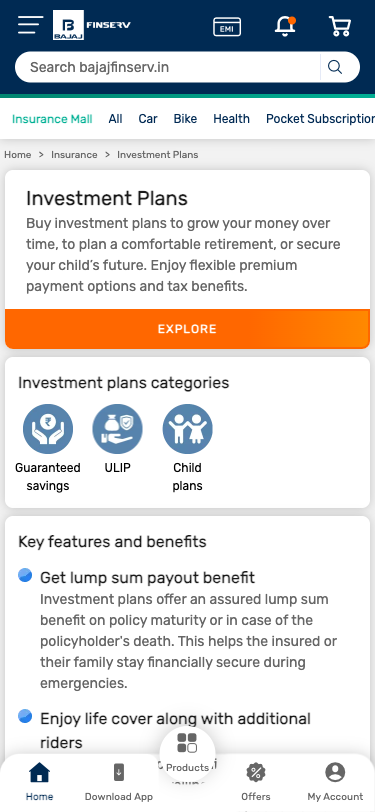 B
BAJAJ
FINSERV
EMI
Search bajajfinserv.in
Insurance Mall All Car Bike Health Pocket Subscription
Home > Insurance > Investment Plans
Investment Plans
Buy investment plans to grow your money over
time, to plan a comfortable retirement, or secure
your child’s future. Enjoy flexible premium
payment options and tax benefits.
EXPLORE
Investment plans categories
Guaranteed
savings
ULIP
Child
plans
Key features and benefits
Get lump sum payout benefit
Investment plans offer an assured lump sum
benefit on policy maturity or in case of the
policyholder's death. This helps the insured or
their family stay financially secure during
emergencies.
Enjoy life cover along with additional
riders
Products
Home
Download App
Offers
My Account